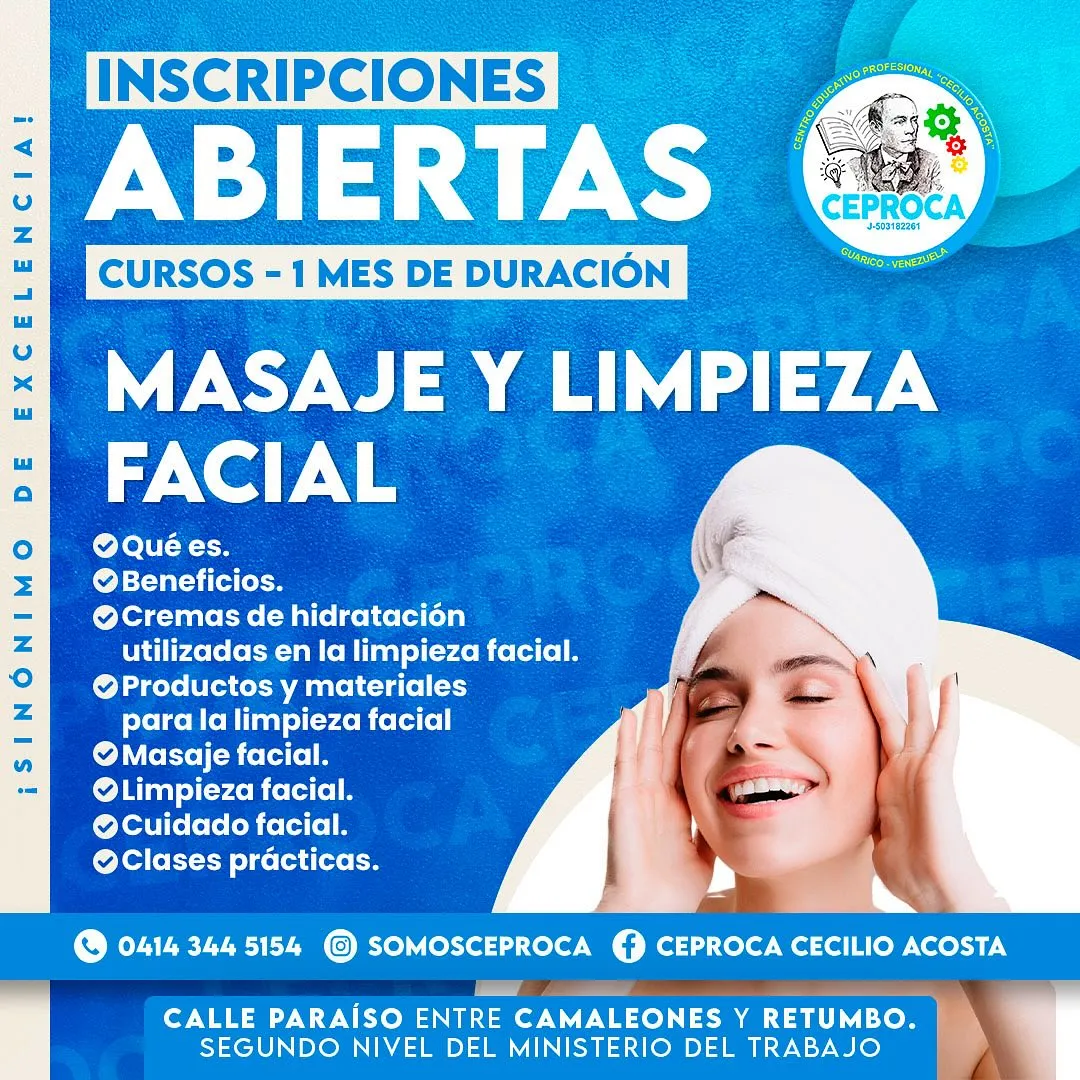 INSCRIPCIONES
ABIERTAS
CURSOS - 1 MES DE DURACIÓN
CENTRO EDUCATIVO PROFESIONAL "CECILIO ACOSTA"
CEPROCA
J-503182261
GUARICO - VENEZUELA
¡SINÓNIMO DE EXCELENCIA!
MASAJE Y LIMPIEZA
FACIAL
Qué es.
Beneficios.
Cremas de hidratación
utilizadas en la limpieza facial.
Productos y materiales
para la limpieza facial
Masaje facial.
Limpieza facial.
Cuidado facial.
Clases prácticas.
0414 344 5154 SOMOSCEPROCA CEPROCA CECILIO ACOSTA
CALLE PARAÍSO ENTRE CAMALEONES Y RETUMBO.
SEGUNDO NIVEL DEL MINISTERIO DEL TRABAJO